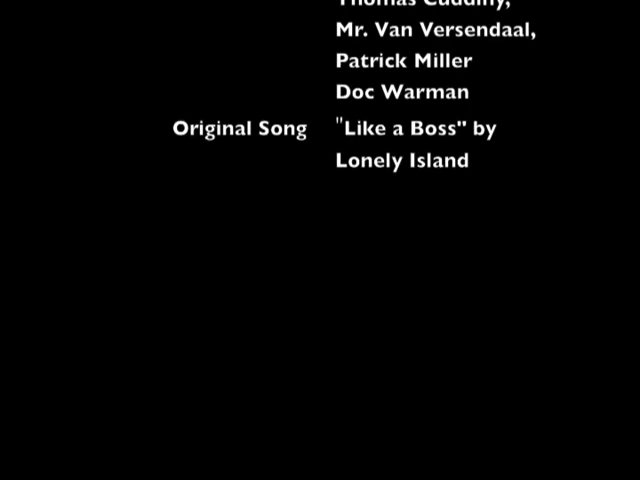 Mr. Van Versendaal,
Patrick Miller
Doc Warman
Original Song "Like a Boss" by
Lonely Island